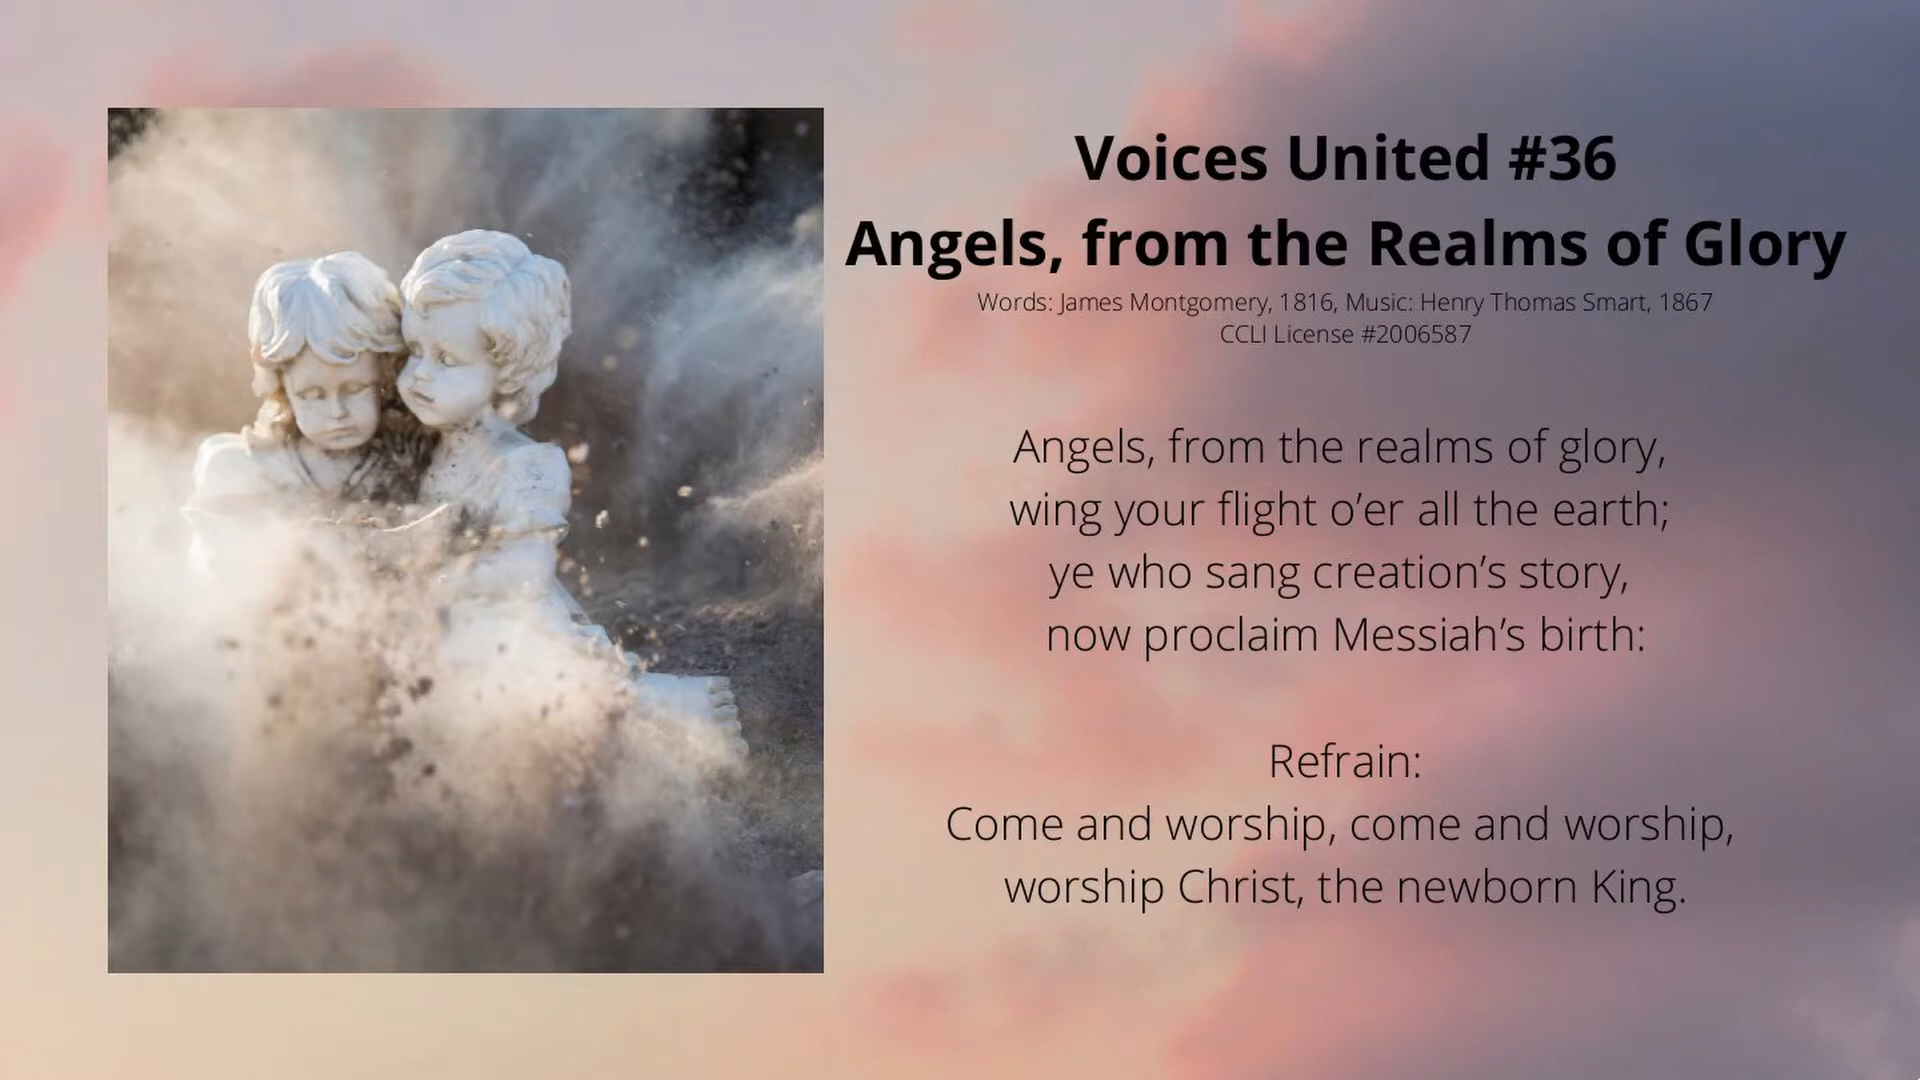 Voices United #36
Angels, from the Realms of Glory
Words: James Montgomery, 1816, Music: Henry Thomas Smart, 1867
CCLI License #2006587
Angels, from the realms of glory,
wing your flight o’er all the earth;
ye who sang creation’s story,
now proclaim Messiah’s birth:
Refrain:
Come and worship, come and worship,
worship Christ, the newborn King.